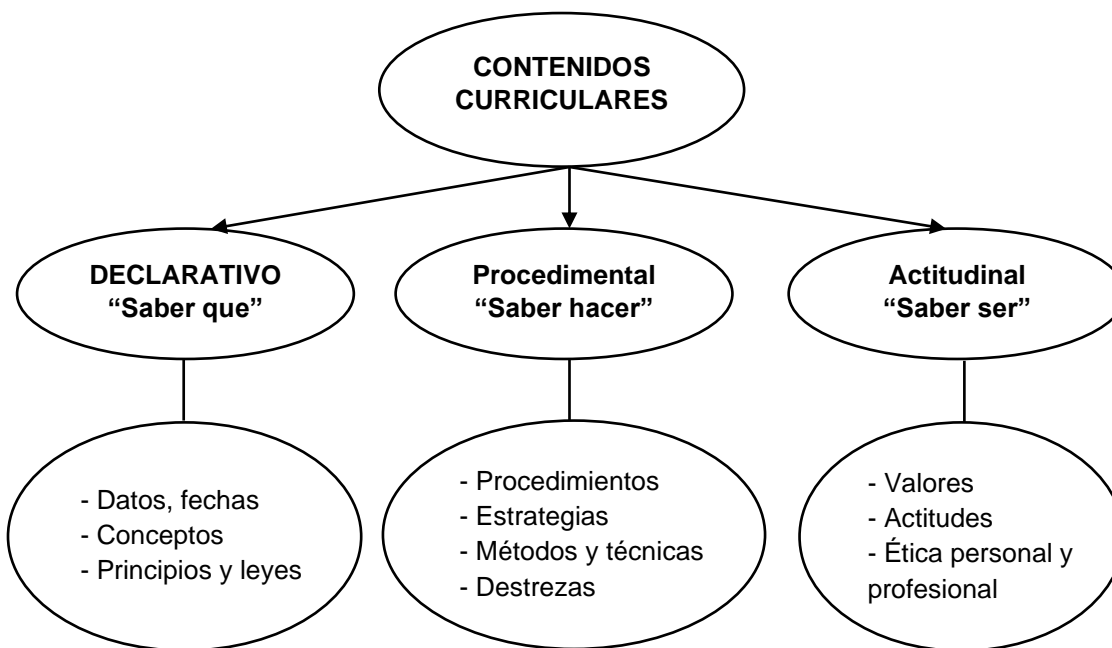 CONTENIDOS
CURRICULARES
DECLARATIVO
“Saber que”
Procedimental
“Saber hacer”
Actitudinal
“Saber ser”
- Datos, fechas
- Conceptos
- Principios y leyes
- Procedimientos
- Estrategias
- Métodos y técnicas
- Destrezas
- Valores
- Actitudes
- Ética personal y
profesional